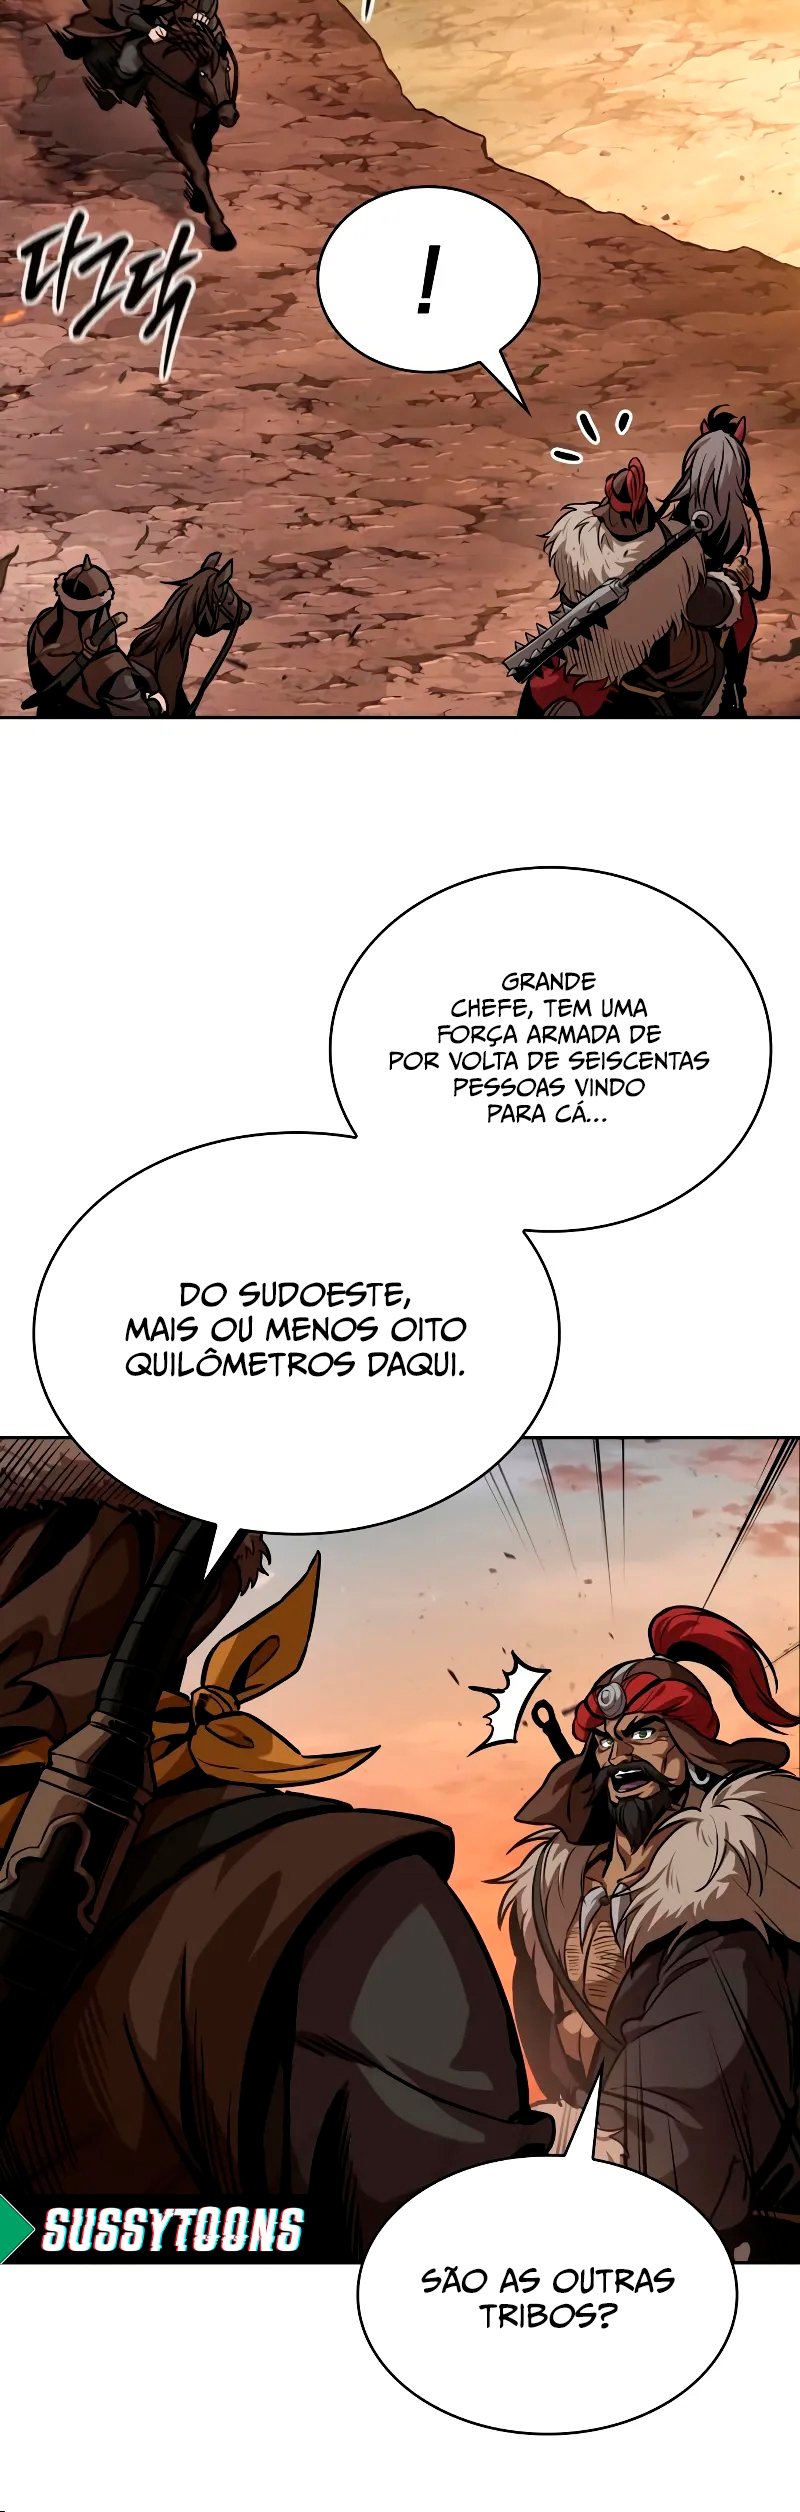 다그닥
!
GRANDE
CHEFE, TEM UMA
FORÇA ARMADA DE
POR VOLTA DE SEISCENTAS
PESSOAS VINDO
PARA CÁ...
DO SUDOESTE,
MAIS OU MENOS OITO
QUILÔMETROS DAQUI.
SUSSYTOONS
SÃO AS OUTRAS
TRIBOS?